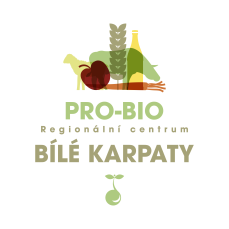 PRO-BIO
Regionální centrum
BÍLÉ KARPATY